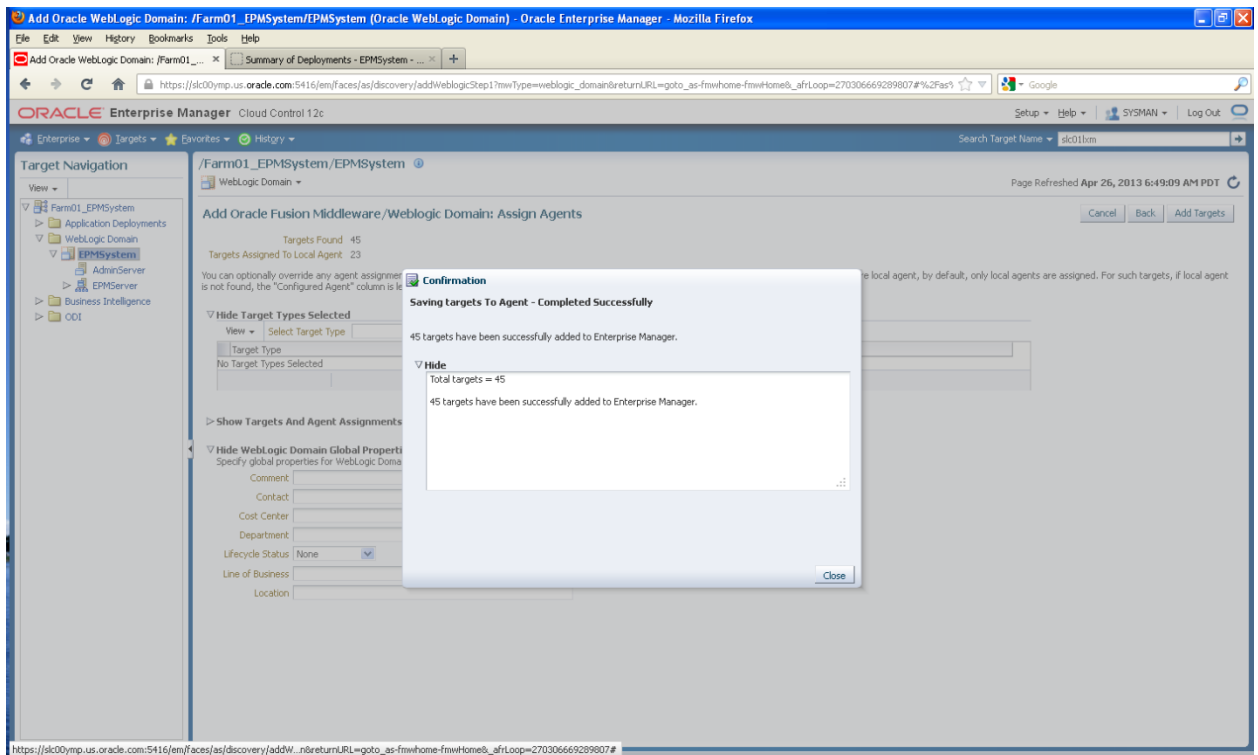 Add Oracle WebLogic Domain: /Farm01_EPMSystem/EPMSystem (Oracle WebLogic Domain) - Oracle Enterprise Manager - Mozilla Firefox
File Edit View History Bookmarks Tools Help
Add Oracle WebLogic Domain: /Farm01_... × Summary of Deployments - EPMSystem - ... × +
https://slc00ymp.us.oracle.com:5416/em/faces/as/discovery/addWeblogicStep1?mwType=weblogic_domain&returnURL=goto_as-fmwhome-fmwHome&_afrLoop=270306669289807#%2Fas% Google
ORACLE Enterprise Manager Cloud Control 12c Setup Help SYSMAN Log Out
Enterprise Targets Favorites History Search Target Name slc01lxm
Target Navigation
View
Farm01_EPMSystem
Application Deployments
WebLogic Domain
EPMSystem
AdminServer
EPMServer
Business Intelligence
ODI
/Farm01_EPMSystem/EPMSystem
WebLogic Domain Page Refreshed Apr 26, 2013 6:49:09 AM PDT
Add Oracle Fusion Middleware/Weblogic Domain: Assign Agents Cancel Back Add Targets
Targets Found 45
Targets Assigned To Local Agent 23
You can optionally override any agent assignmen e local agent, by default, only local agents are assigned. For such targets, if local agent
is not found, the "Configured Agent" column is le
Hide Target Types Selected
View Select Target Type
Target Type
No Target Types Selected
Show Targets And Agent Assignments
Hide WebLogic Domain Global Properti
Specify global properties for WebLogic Doma
Comment
Contact
Cost Center
Department
Lifecycle Status None
Line of Business
Location
Confirmation
Saving targets To Agent - Completed Successfully
45 targets have been successfully added to Enterprise Manager.
Hide
Total targets = 45
45 targets have been successfully added to Enterprise Manager.
Close
https://slc00ymp.us.oracle.com:5416/em/faces/as/discovery/addW...n&returnURL=goto_as-fmwhome-fmwHome&_afrLoop=270306669289807#